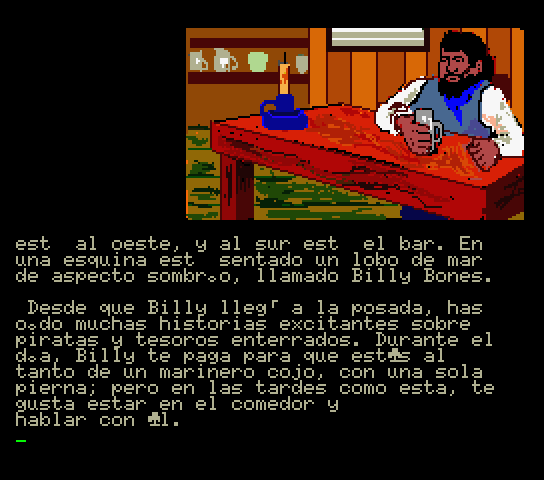 est  al oeste, y al sur est  el bar. En
una esquina est  sentado un lobo de mar
de aspecto sombr°o, llamado Billy Bones.
Desde que Billy lleg┌ a la posada, has
o°do muchas historias excitantes sobre
piratas y tesoros enterrados. Durante el
d°a, Billy te paga para que est♣s al
tanto de un marinero cojo, con una sola
pierna; pero en las tardes como esta, te
gusta estar en el comedor y
hablar con ♣l.